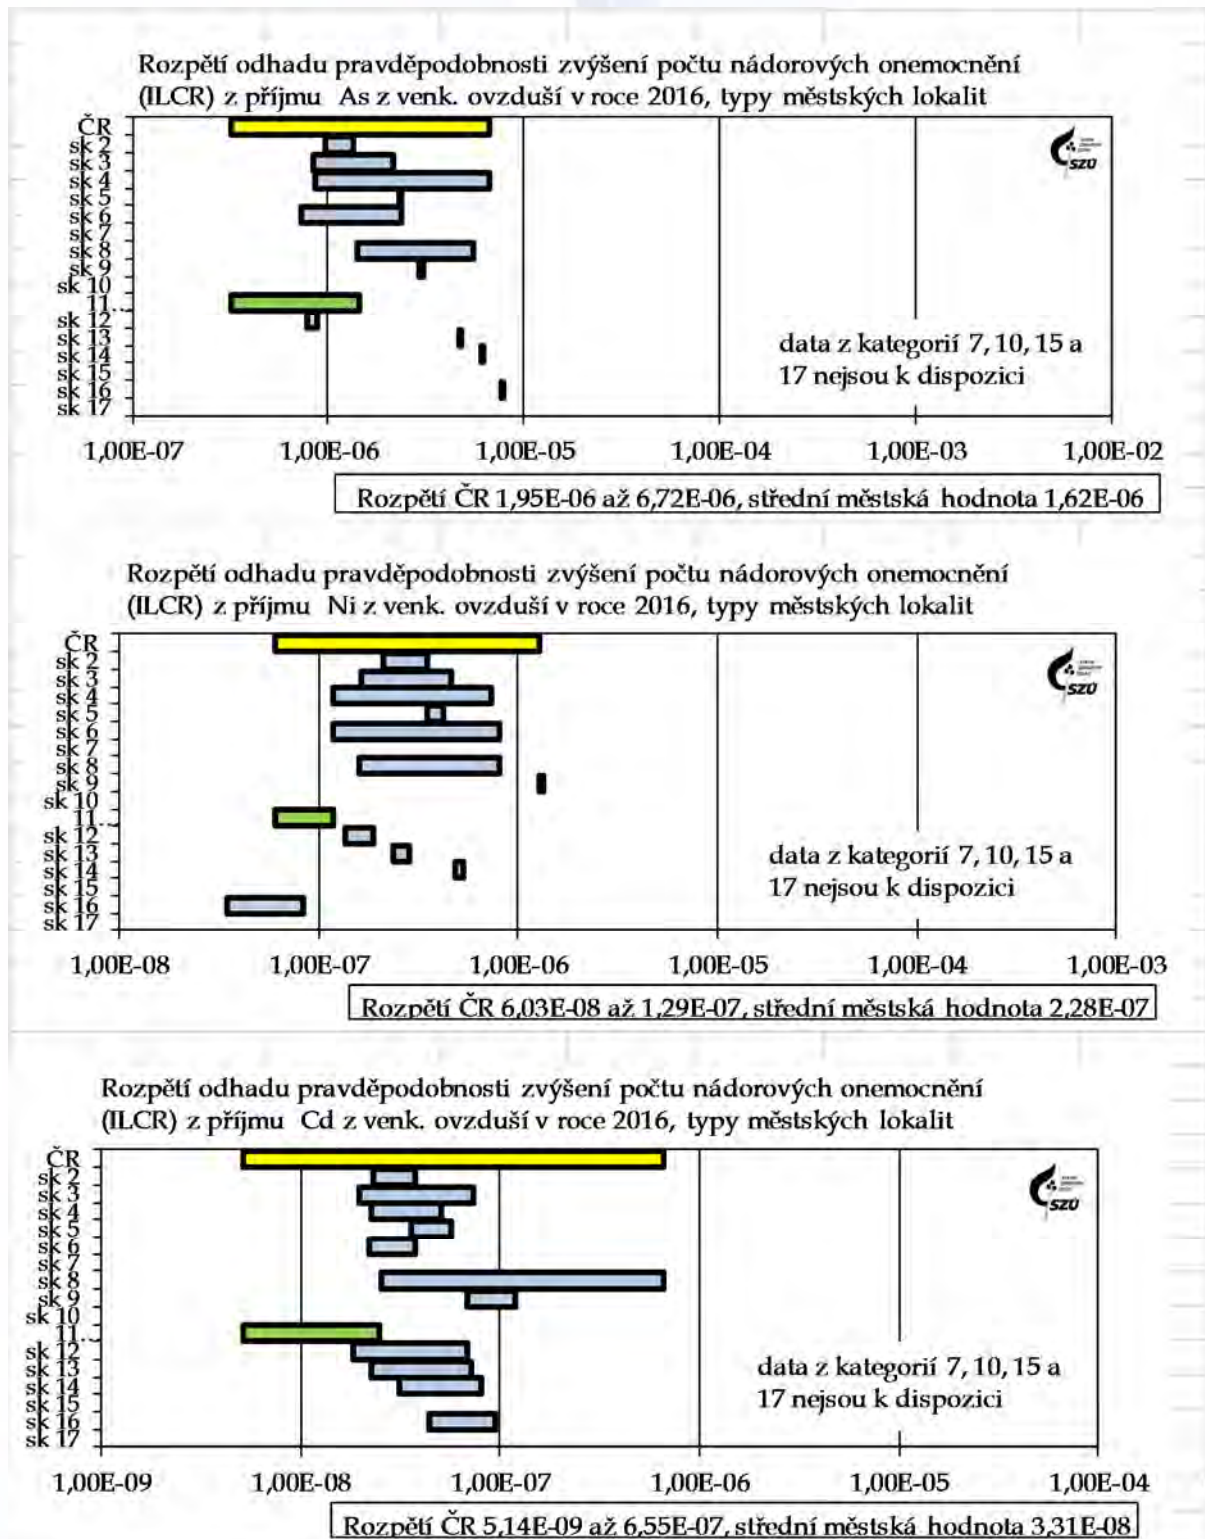 Rozpětí odhadu pravděpodobnosti zvýšení počtu nádorových onemocnění
(ILCR) z příjmu As z venk. ovzduší v roce 2016, typy městských lokalit
ČR
sk 2
sk 3
sk 4
sk 5
sk 6
sk 7
sk 8
sk 9
sk 10
11...
sk 12
sk 13
sk 14
sk 15
sk 16
sk 17
SZÚ
data z kategorií 7, 10, 15 a
17 nejsou k dispozici
1,00E-07 1,00E-06 1,00E-05 1,00E-04 1,00E-03 1,00E-02
Rozpětí ČR 1,95E-06 až 6,72E-06, střední městská hodnota 1,62E-06
Rozpětí odhadu pravděpodobnosti zvýšení počtu nádorových onemocnění
(ILCR) z příjmu Ni z venk. ovzduší v roce 2016, typy městských lokalit
ČR
sk 2
sk 3
sk 4
sk 5
sk 6
sk 7
sk 8
sk 9
sk 10
11...
sk 12
sk 13
sk 14
sk 15
sk 16
sk 17
SZÚ
data z kategorií 7, 10, 15 a
17 nejsou k dispozici
1,00E-08 1,00E-07 1,00E-06 1,00E-05 1,00E-04 1,00E-03
Rozpětí ČR 6,03E-08 až 1,29E-07, střední městská hodnota 2,28E-07
Rozpětí odhadu pravděpodobnosti zvýšení počtu nádorových onemocnění
(ILCR) z příjmu Cd z venk. ovzduší v roce 2016, typy městských lokalit
ČR
sk 2
sk 3
sk 4
sk 5
sk 6
sk 7
sk 8
sk 9
sk 10
11...
sk 12
sk 13
sk 14
sk 15
sk 16
sk 17
SZÚ
data z kategorií 7, 10, 15 a
17 nejsou k dispozici
1,00E-09 1,00E-08 1,00E-07 1,00E-06 1,00E-05 1,00E-04
Rozpětí ČR 5,14E-09 až 6,55E-07, střední městská hodnota 3,31E-08